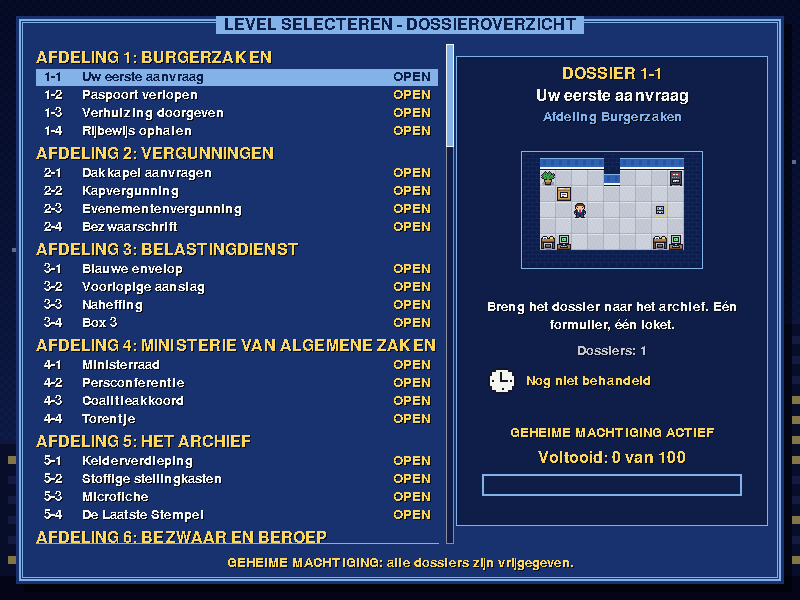 LEVEL SELECTEREN - DOSSIEROVERZICHT
AFDELING 1: BURGERZAKEN
1-1 Uw eerste aanvraag OPEN
1-2 Paspoort verlopen OPEN
1-3 Verhuizing doorgeven OPEN
1-4 Rijbewijs ophalen OPEN
AFDELING 2: VERGUNNINGEN
2-1 Dakkapel aanvragen OPEN
2-2 Kapvergunning OPEN
2-3 Evenementenvergunning OPEN
2-4 Bezwaarschrift OPEN
AFDELING 3: BELASTINGDIENST
3-1 Blauwe envelop OPEN
3-2 Voorlopige aanslag OPEN
3-3 Naheffing OPEN
3-4 Box 3 OPEN
AFDELING 4: MINISTERIE VAN ALGEMENE ZAKEN
4-1 Ministerraad OPEN
4-2 Persconferentie OPEN
4-3 Coalitieakkoord OPEN
4-4 Torentje OPEN
AFDELING 5: HET ARCHIEF
5-1 Kelderverdieping OPEN
5-2 Stoffige stellingkasten OPEN
5-3 Microfiche OPEN
5-4 De Laatste Stempel OPEN
AFDELING 6: BEZWAAR EN BEROEP
DOSSIER 1-1
Uw eerste aanvraag
Afdeling Burgerzaken
Breng het dossier naar het archief. Eén
formulier, één loket.
Dossiers: 1
Nog niet behandeld
GEHEIME MACHTIGING ACTIEF
Voltooid: 0 van 100
GEHEIME MACHTIGING: alle dossiers zijn vrijgegeven.